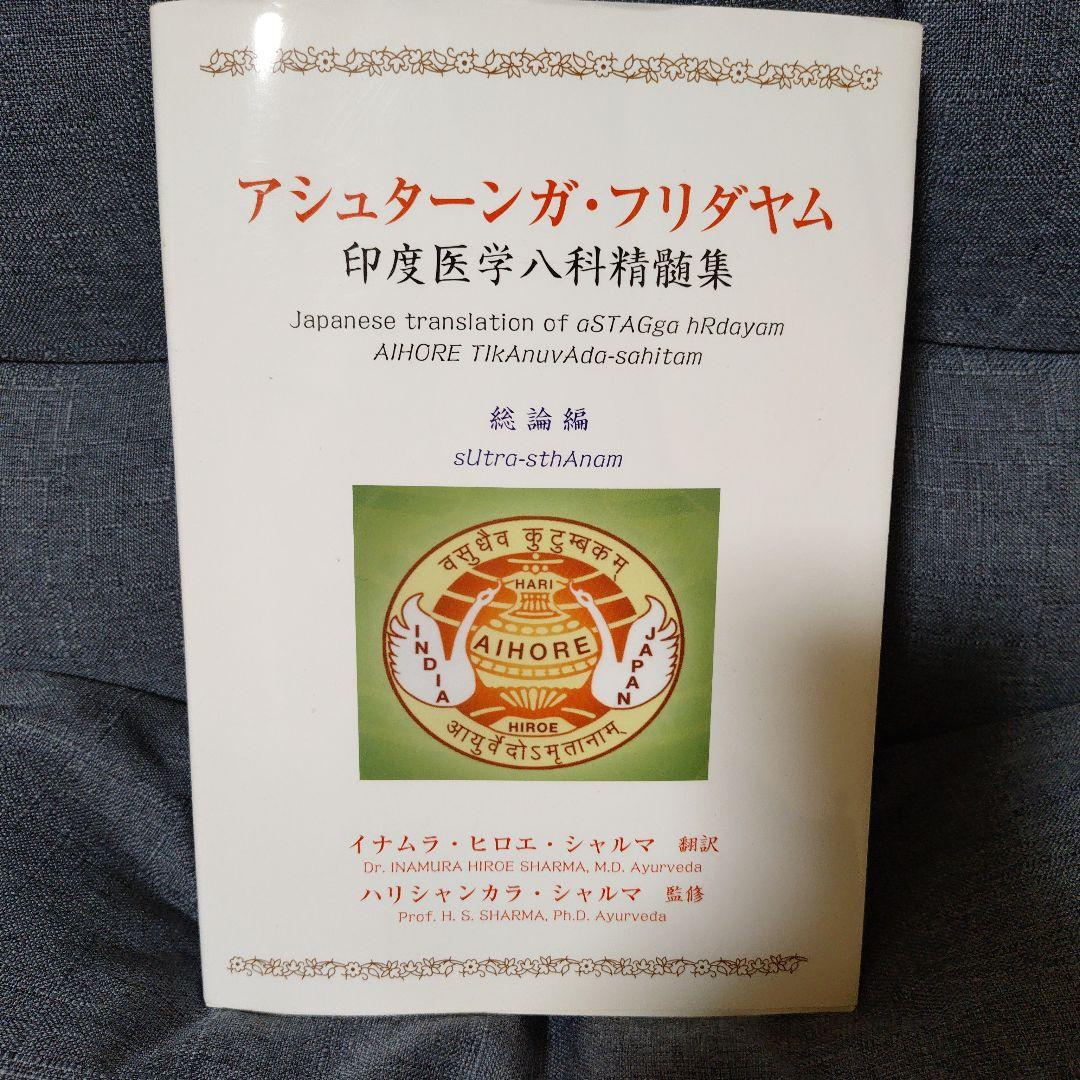 アシュターンガ・フリダヤム
印度医学八科精髄集
Japanese translation of aSTAGga hRdayam
AIHORE TIkAnuvAda-sahitam
総論編
sUtra-sthAnam
वसुधैव कुटुम्बकम्
HARI
AIHORE
INDIA
JAPAN
HIROE
आयुर्वेदोऽमृतानाम्
イナムラ・ヒロエ・シャルマ 翻訳
Dr. INAMURA HIROE SHARMA, M.D. Ayurveda
ハリシャンカラ・シャルマ 監修
Prof. H. S. SHARMA, Ph.D. Ayurveda